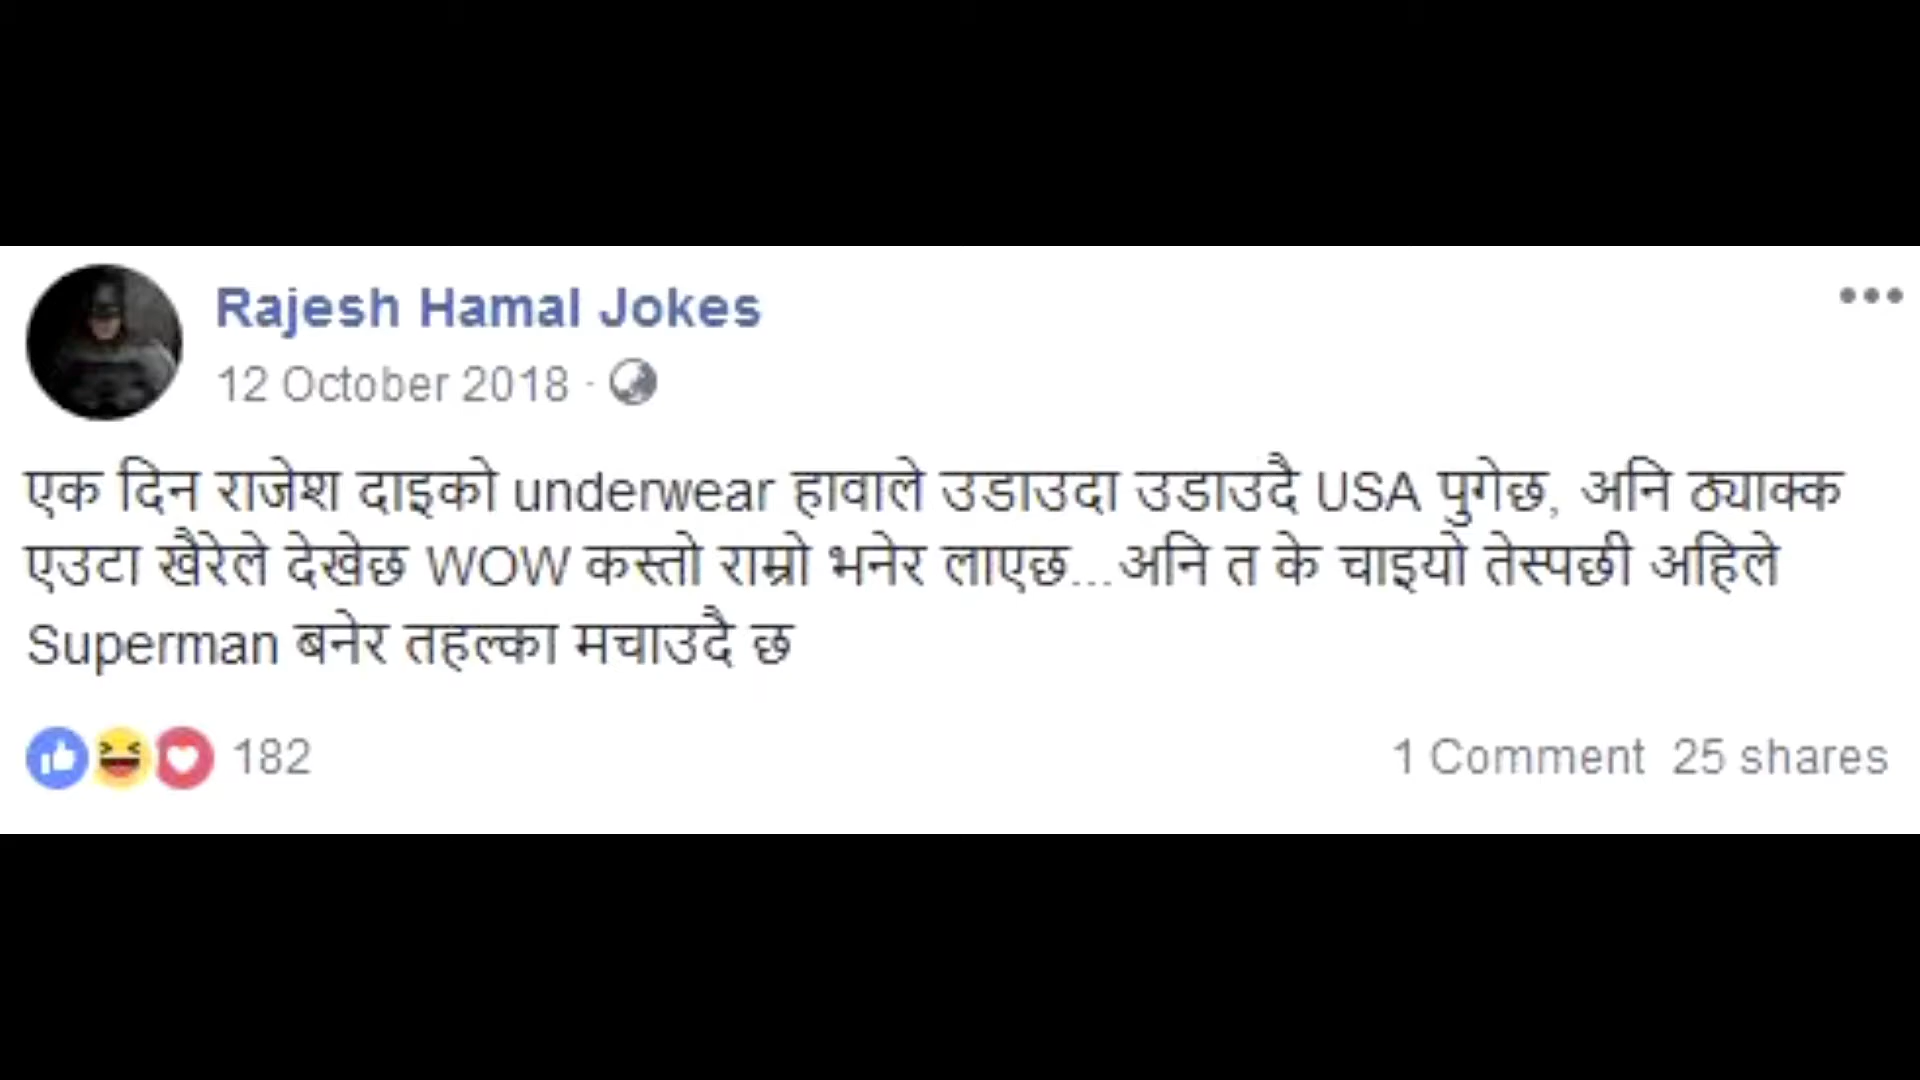 Rajesh Hamal Jokes
12 October 2018 ·
एक दिन राजेश दाइको underwear हावाले उडाउदा उडाउदै USA पुगेछ, अनि ठ्याक्क
एउटा खैरेले देखेछ WOW कस्तो राम्रो भनेर लाएछ...अनि त के चाइयो तेस्पछी अहिले
Superman बनेर तहल्का मचाउदै छ
182 1 Comment 25 shares